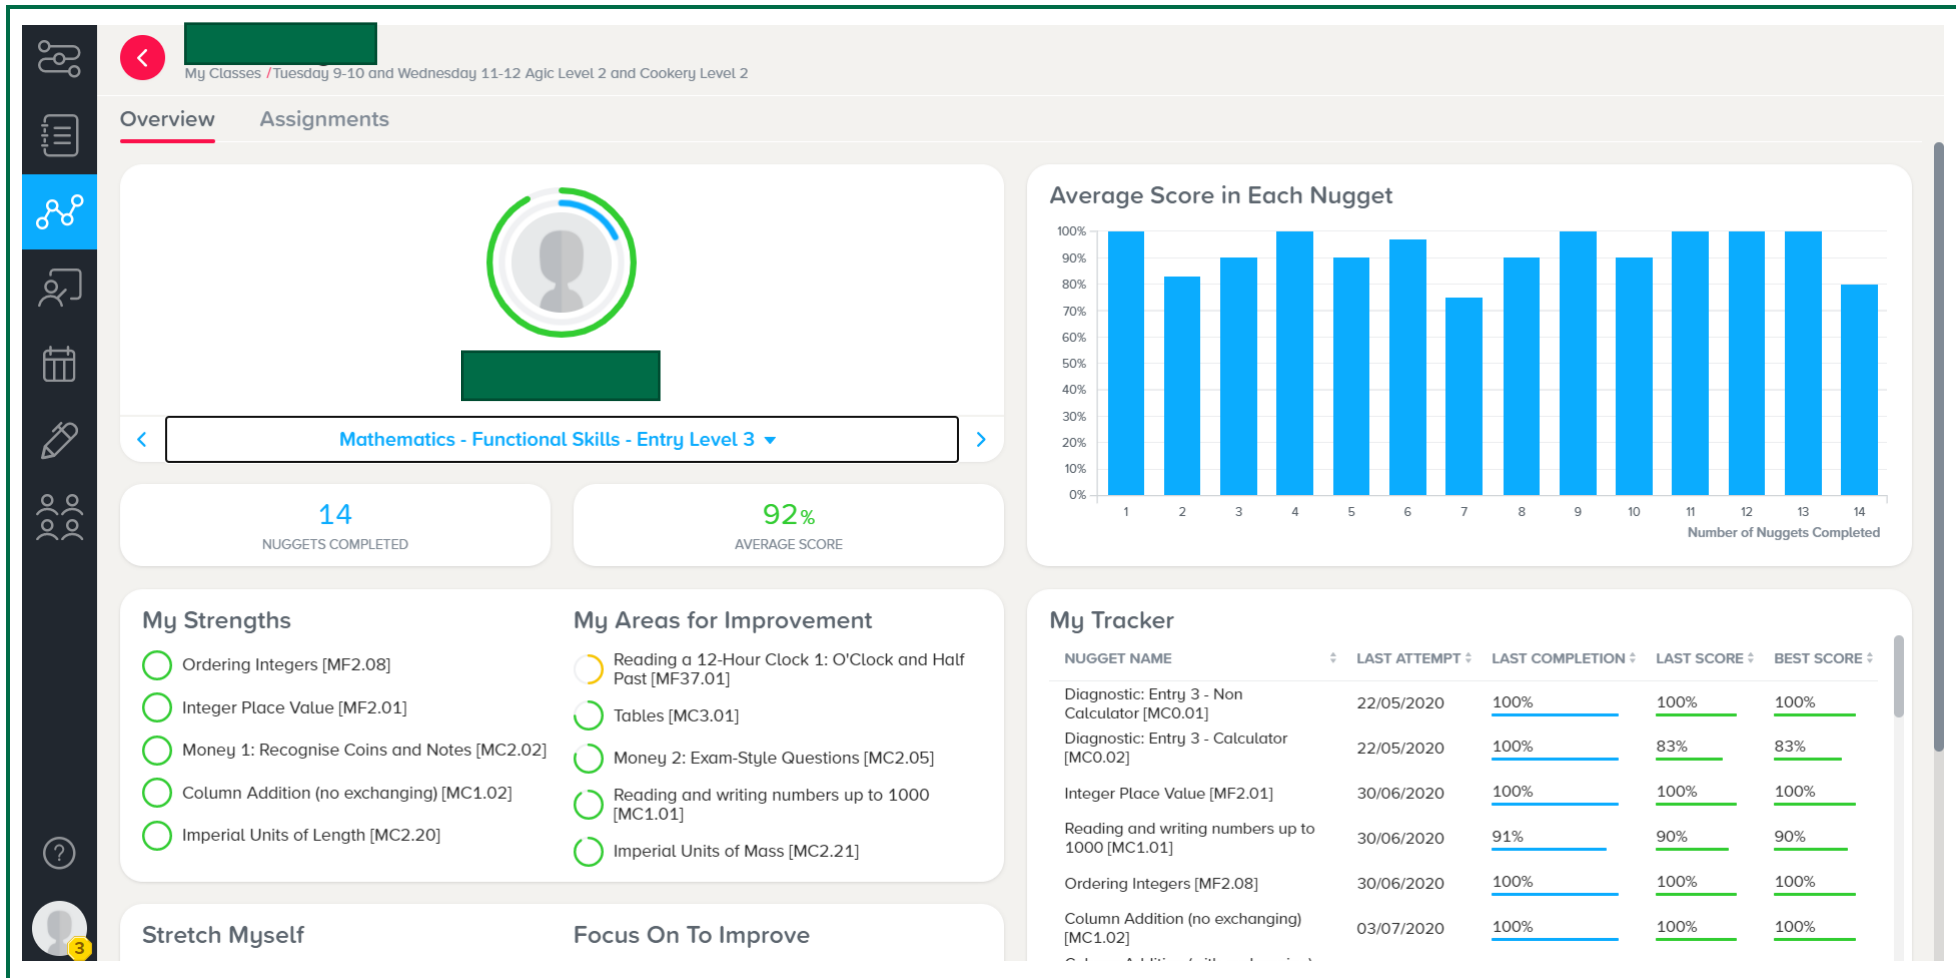 My Classes / Tuesday 9-10 and Wednesday 11-12 Agic Level 2 and Cookery Level 2
Overview
Assignments
Mathematics - Functional Skills - Entry Level 3
14
NUGGETS COMPLETED
92%
AVERAGE SCORE
Average Score in Each Nugget
100%
90%
80%
70%
60%
50%
40%
30%
20%
10%
0%
1 2 3 4 5 6 7 8 9 10 11 12 13 14
Number of Nuggets Completed
My Strengths
Ordering Integers [MF2.08]
Integer Place Value [MF2.01]
Money 1: Recognise Coins and Notes [MC2.02]
Column Addition (no exchanging) [MC1.02]
Imperial Units of Length [MC2.20]
My Areas for Improvement
Reading a 12-Hour Clock 1: O'Clock and Half
Past [MF37.01]
Tables [MC3.01]
Money 2: Exam-Style Questions [MC2.05]
Reading and writing numbers up to 1000
[MC1.01]
Imperial Units of Mass [MC2.21]
My Tracker
NUGGET NAME LAST ATTEMPT LAST COMPLETION LAST SCORE BEST SCORE
Diagnostic: Entry 3 - Non
Calculator [MC0.01]
22/05/2020 100% 100% 100%
Diagnostic: Entry 3 - Calculator
[MC0.02]
22/05/2020 100% 83% 83%
Integer Place Value [MF2.01] 30/06/2020 100% 100% 100%
Reading and writing numbers up to
1000 [MC1.01]
30/06/2020 91% 90% 90%
Ordering Integers [MF2.08] 30/06/2020 100% 100% 100%
Column Addition (no exchanging)
[MC1.02]
03/07/2020 100% 100% 100%
Stretch Myself
Focus On To Improve
3